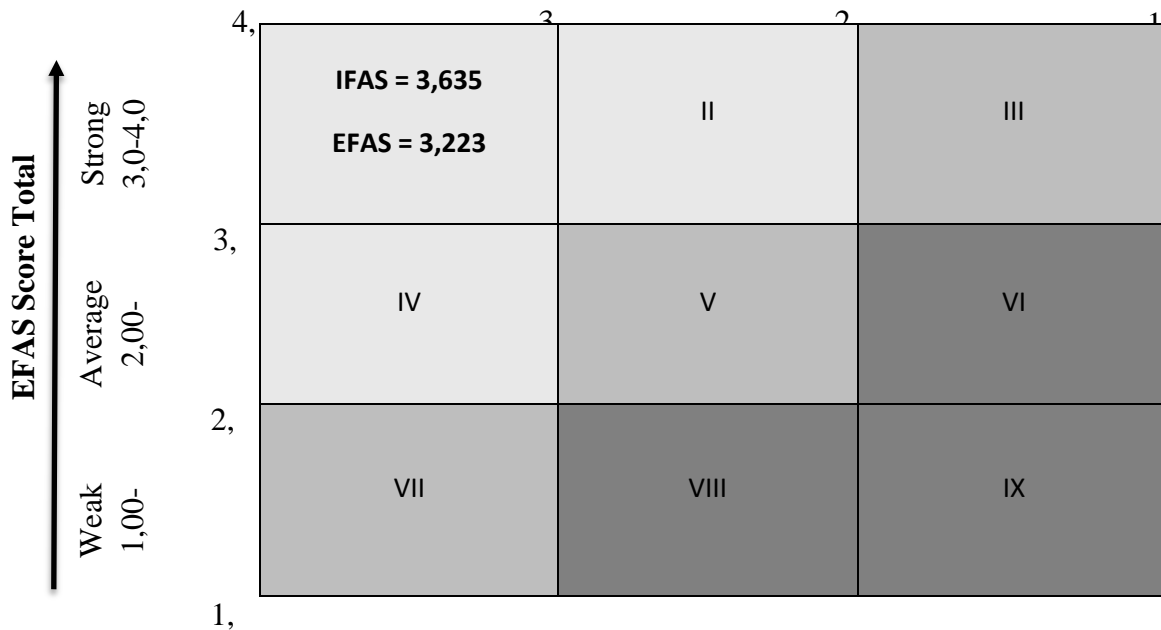 4, 3 2 1
IFAS = 3,635
EFAS = 3,223
II
III
3,
IV
V
VI
2,
VII
VIII
IX
1,
EFAS Score Total
Strong
3,0-4,0
Average
2,00-
Weak
1,00-